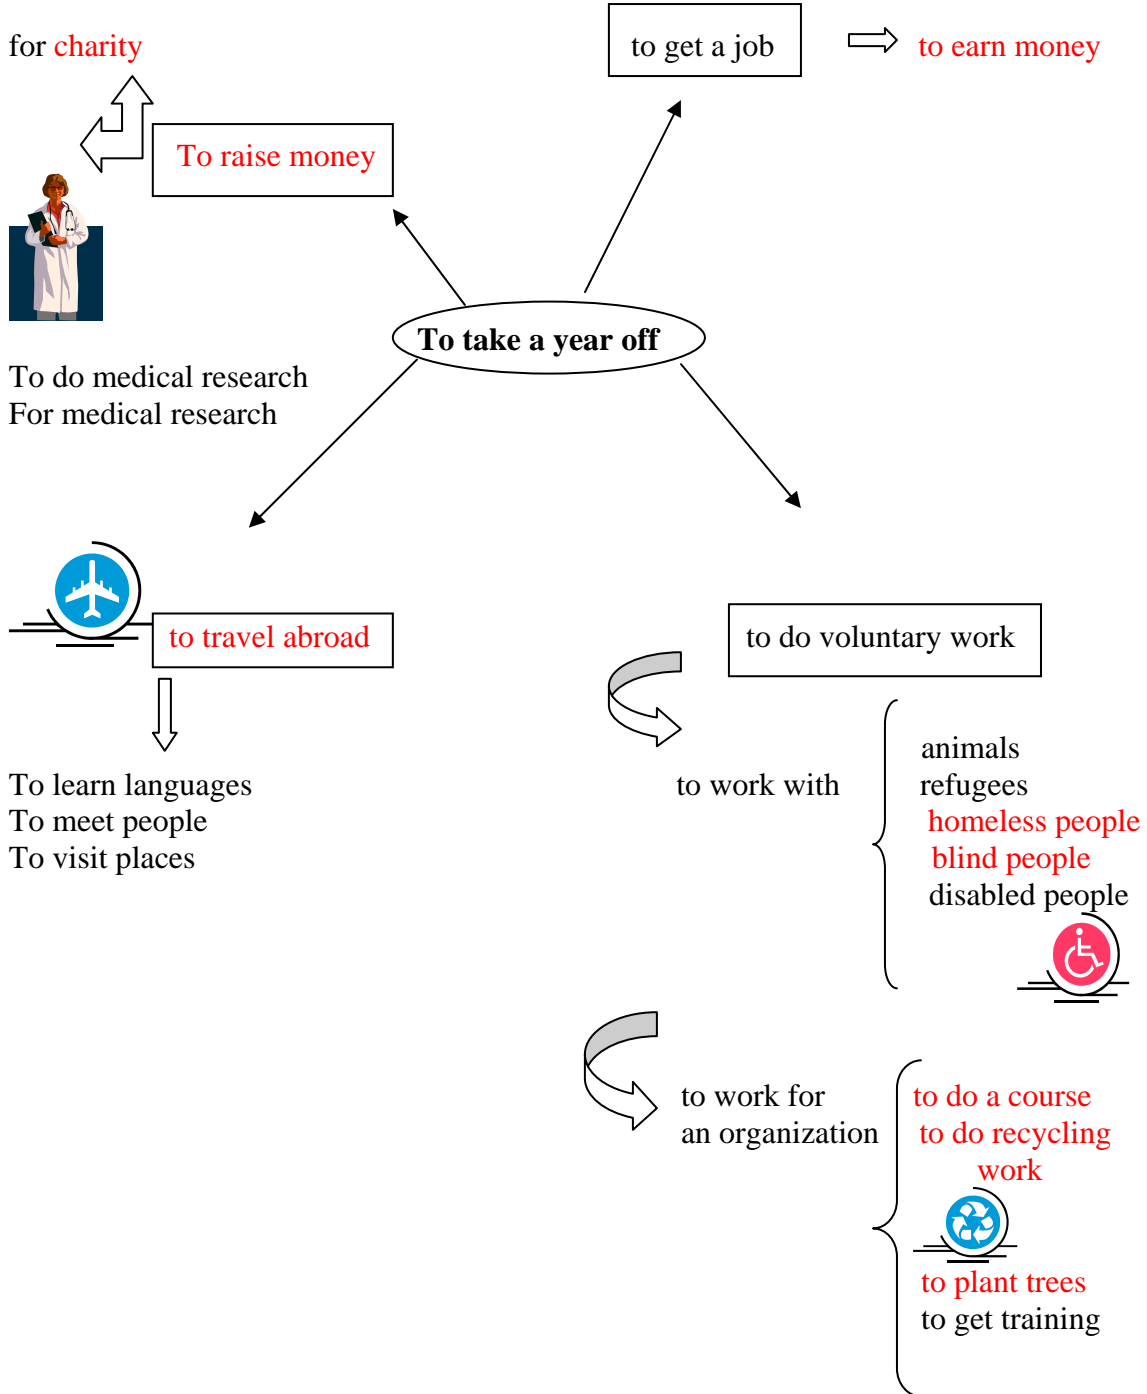 for charity
to get a job
to earn money
To raise money
To take a year off
To do medical research
For medical research
to travel abroad
to do voluntary work
To learn languages
To meet people
To visit places
to work with
animals
refugees
homeless people
blind people
disabled people
to work for
an organization
to do a course
to do recycling
work
to plant trees
to get training